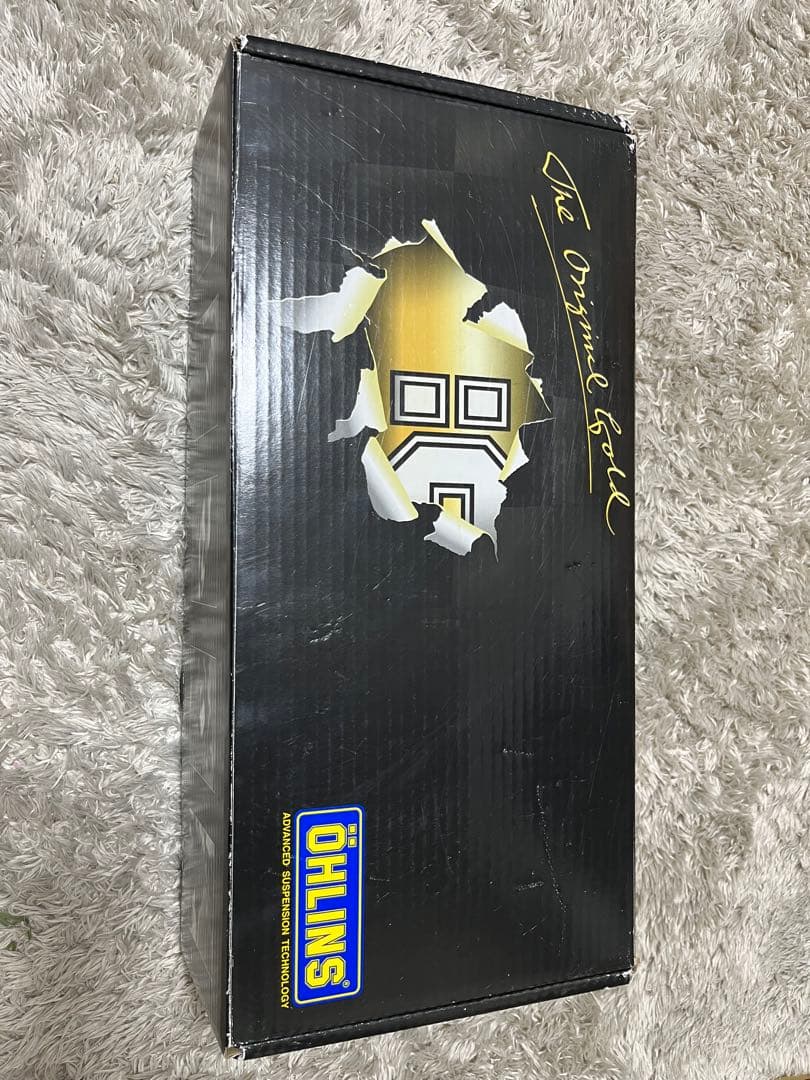 The Original Gold
Ö
ÖHLINS®
ADVANCED SUSPENSION TECHNOLOGY